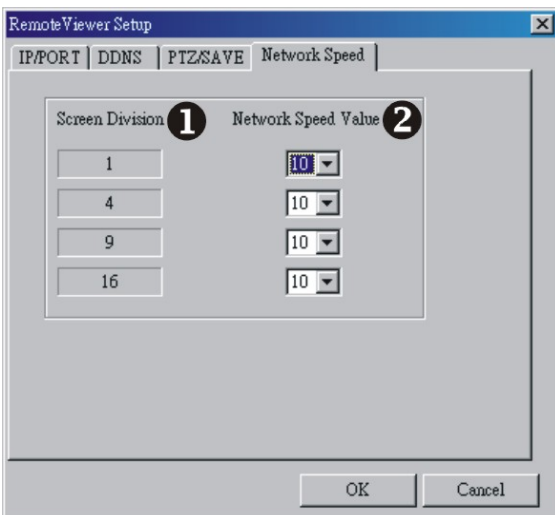 RemoteViewer Setup
IP/PORT DDNS PTZ/SAVE Network Speed
Screen Division 1 Network Speed Value 2
1 10
4 10
9 10
16 10
OK Cancel